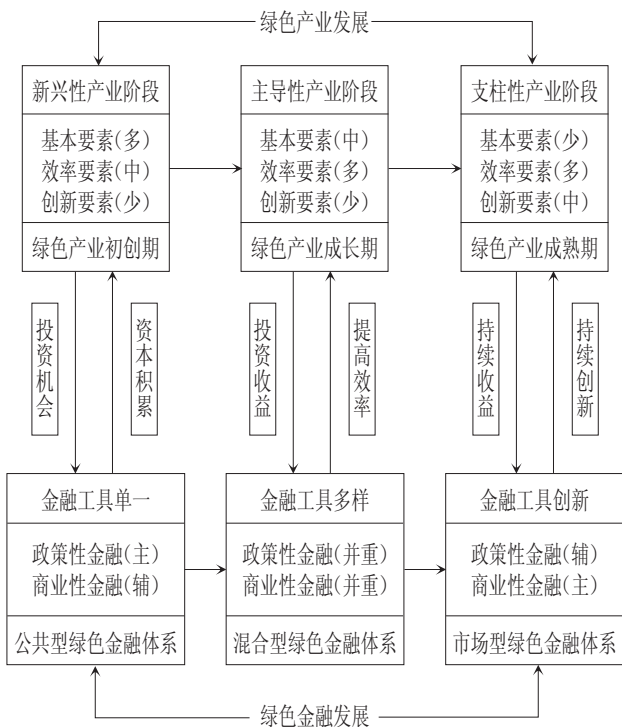 绿色产业发展
新兴性产业阶段
基本要素(多)
效率要素(中)
创新要素(少)
绿色产业初创期
主导性产业阶段
基本要素(中)
效率要素(多)
创新要素(少)
绿色产业成长期
支柱性产业阶段
基本要素(少)
效率要素(多)
创新要素(中)
绿色产业成熟期
投资机会
资本积累
投资收益
提高效率
持续收益
持续创新
金融工具单一
政策性金融(主)
商业性金融(辅)
公共型绿色金融体系
金融工具多样
政策性金融(并重)
商业性金融(并重)
混合型绿色金融体系
金融工具创新
政策性金融(辅)
商业性金融(主)
市场型绿色金融体系
绿色金融发展